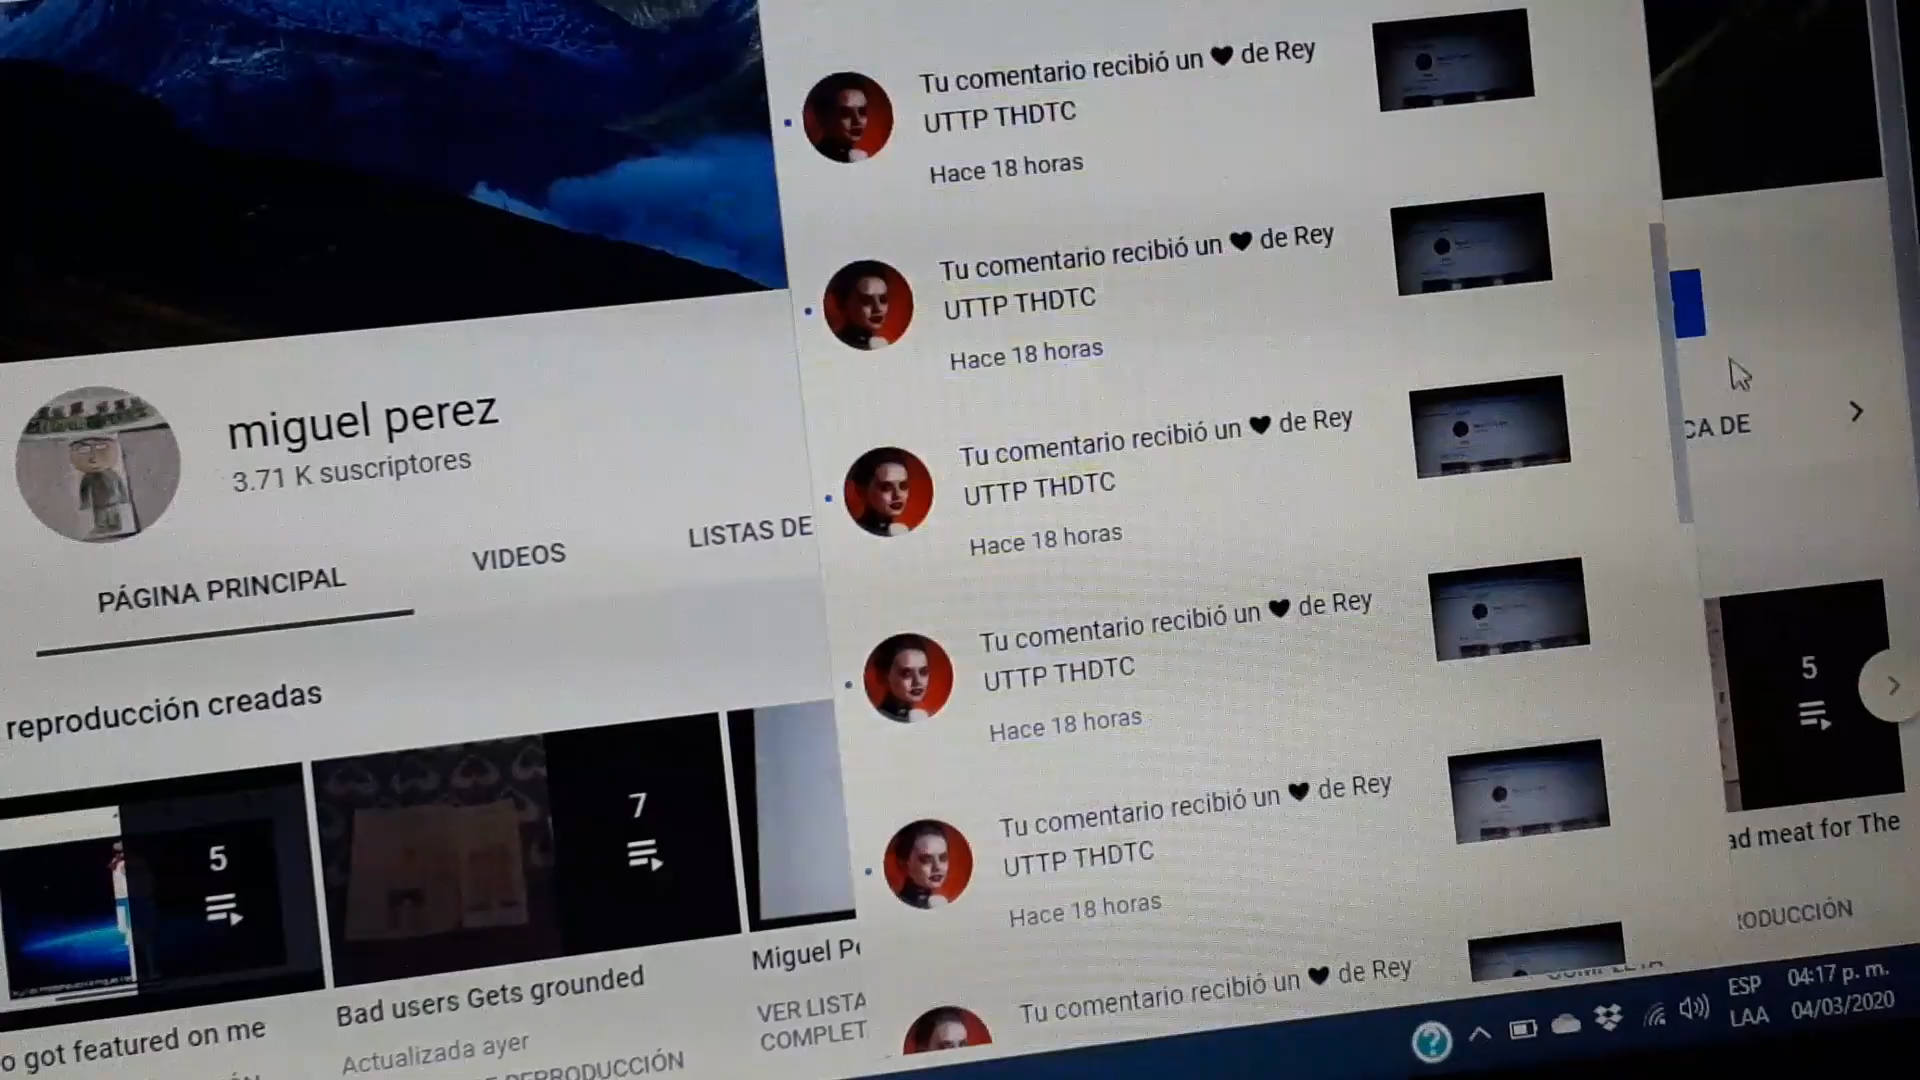 miguel perez
3.71 K suscriptores
PÁGINA PRINCIPAL
VIDEOS
LISTAS DE
CA DE
reproducción creadas
5
7
5
o got featured on me
Bad users Gets grounded
Actualizada ayer
REPRODUCCIÓN
Miguel Pe
VER LISTA
COMPLET
ad meat for The
RODUCCIÓN
Tu comentario recibió un ♥ de Rey
UTTP THDTC
Hace 18 horas
Tu comentario recibió un ♥ de Rey
UTTP THDTC
Hace 18 horas
Tu comentario recibió un ♥ de Rey
UTTP THDTC
Hace 18 horas
Tu comentario recibió un ♥ de Rey
UTTP THDTC
Hace 18 horas
Tu comentario recibió un ♥ de Rey
UTTP THDTC
Hace 18 horas
Tu comentario recibió un ♥ de Rey
ESP
LAA
04:17 p. m.
04/03/2020